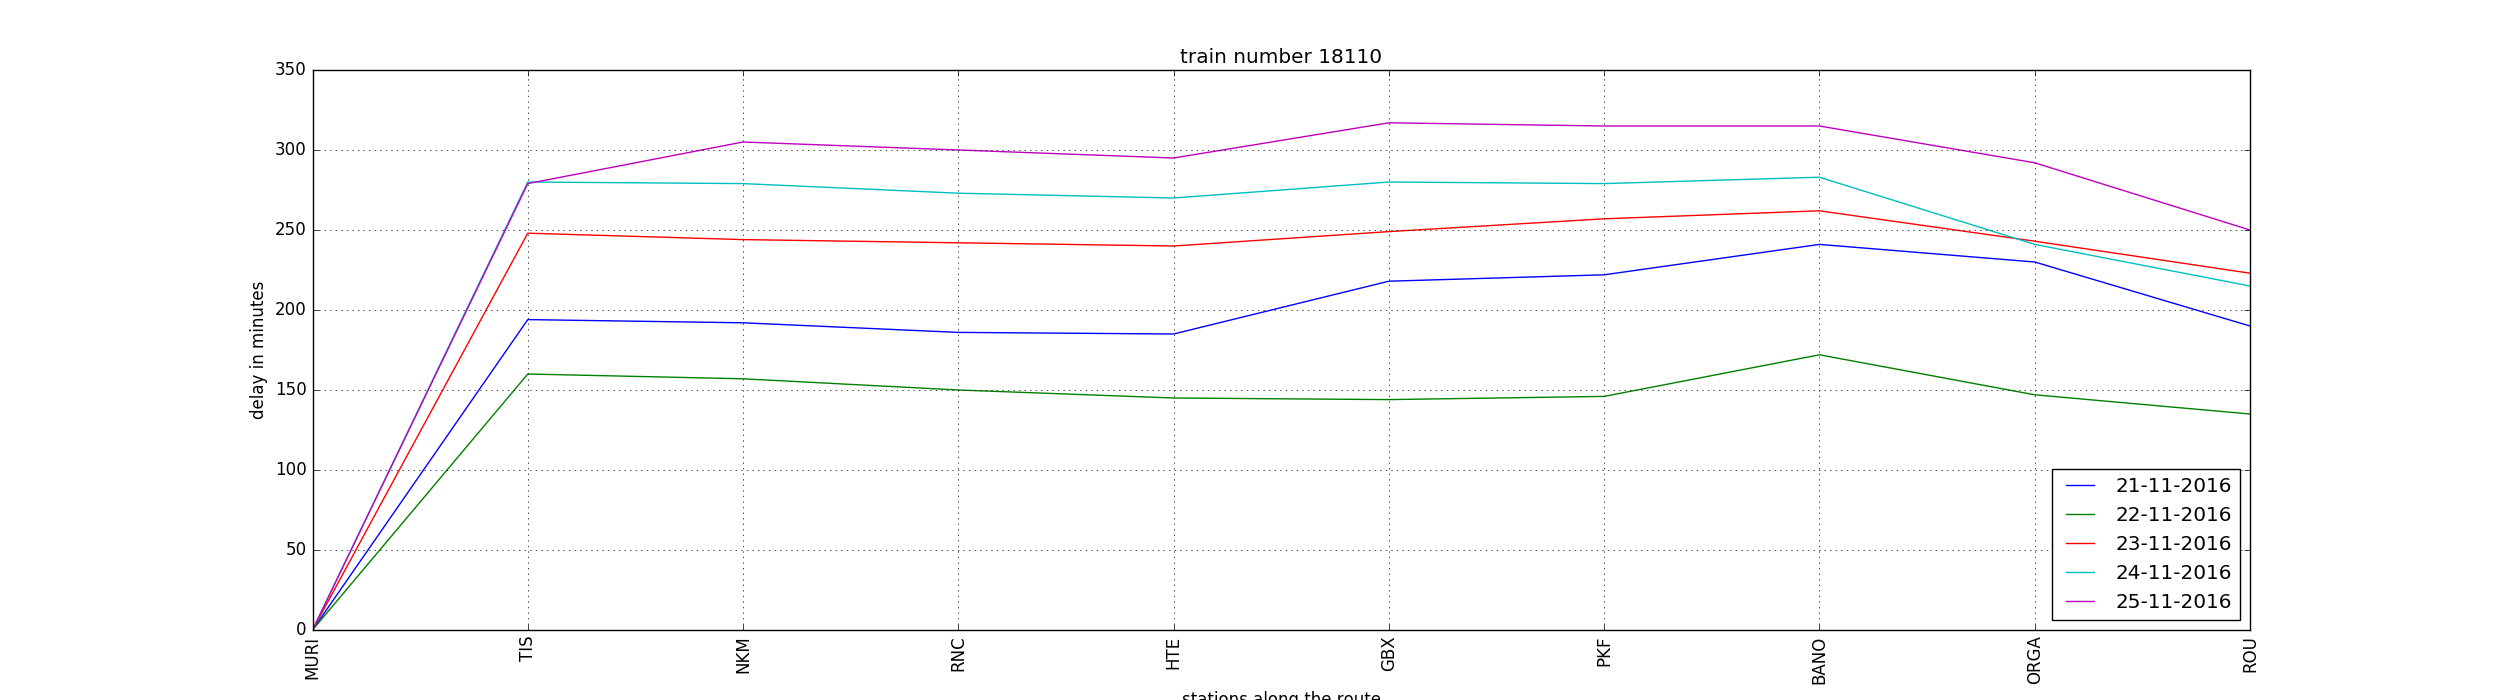 train number 18110
350
300
250
200
150
100
50
0
delay in minutes
MURI
TIS
NKM
RNC
HTE
GBX
PKF
BANO
ORGA
ROU
stations along the route
21-11-2016
22-11-2016
23-11-2016
24-11-2016
25-11-2016